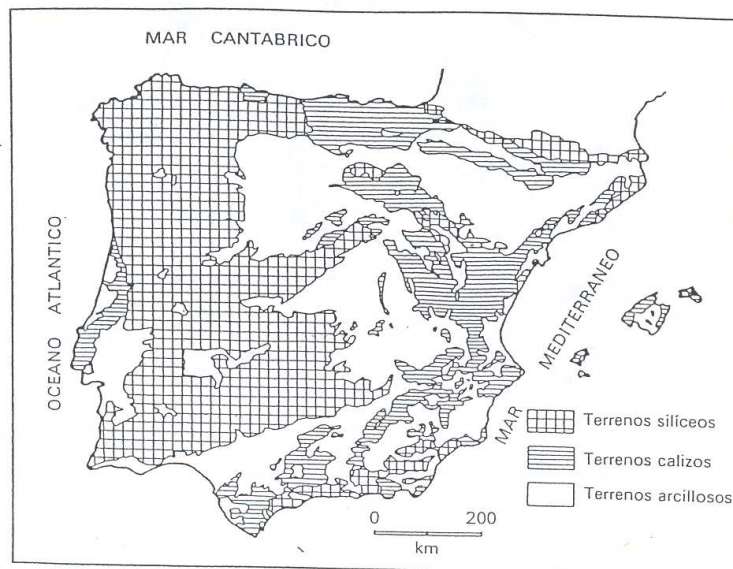 MAR CANTABRICO
OCEANO ATLANTICO
MAR MEDITERRANEO
Terrenos silíceos
Terrenos calizos
Terrenos arcillosos
0 200
km